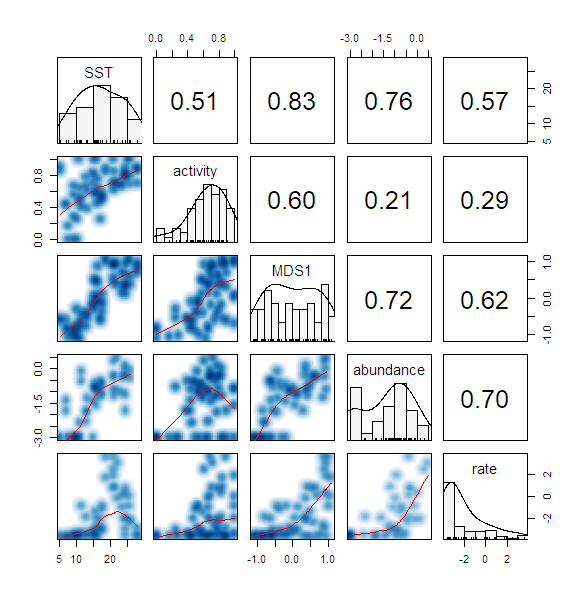 0.0 0.4 0.8 -3.0 -1.5 0.0
SST 0.51 0.83 0.76 0.57
5 10 20
0.0 0.4 0.8
activity 0.60 0.21 0.29
MDS1 0.72 0.62
-1.0 0.0 1.0
-3.0 -1.5 0.0
abundance 0.70
rate
-2 0 2
5 10 20 -1.0 0.0 1.0 -2 0 2